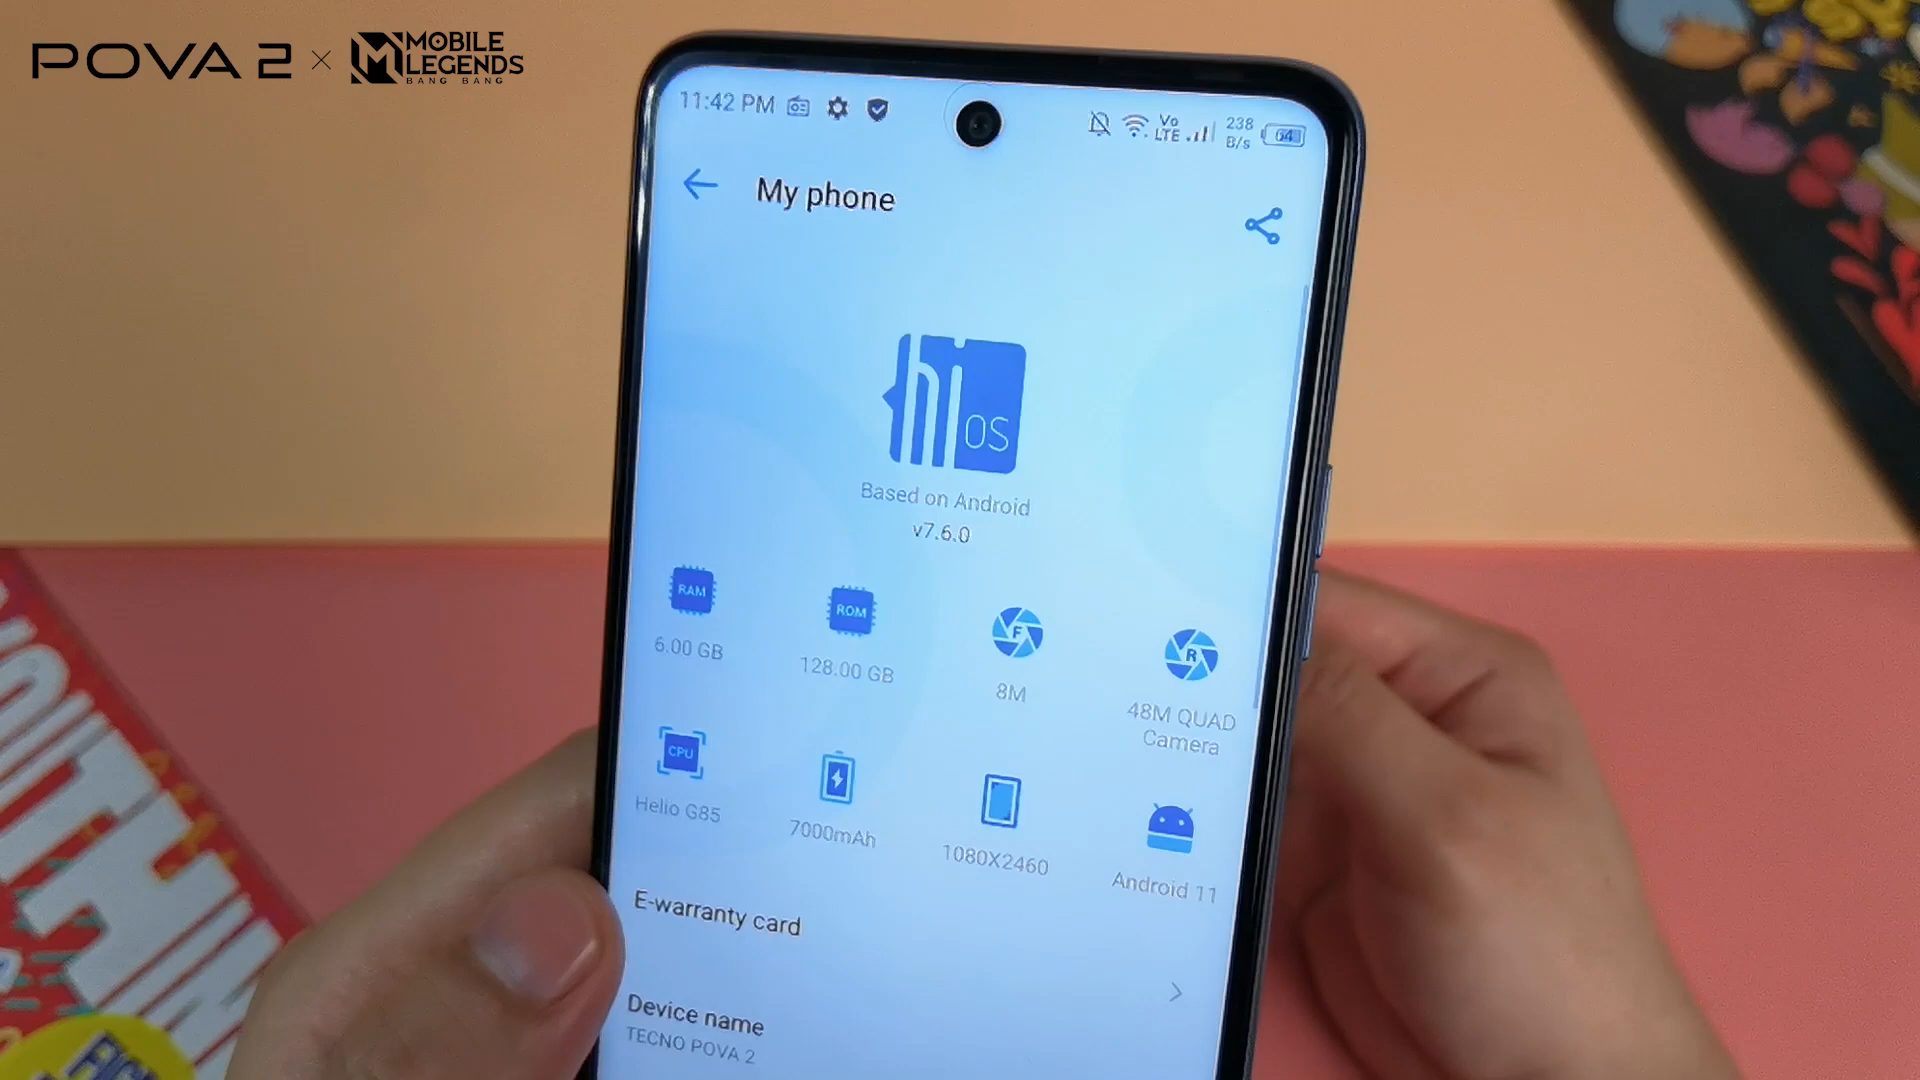 POVA 2 × MOBILE LEGENDS
BANG BANG
11:42 PM
Vo LTE
238 B/s
64
My phone
hi OS
Based on Android
v7.6.0
RAM
ROM
F
R
6.00 GB
128.00 GB
8M
48M QUAD
Camera
CPU
Helio G85
7000mAh
1080X2460
Android 11
E-warranty card
Device name
TECNO POVA 2